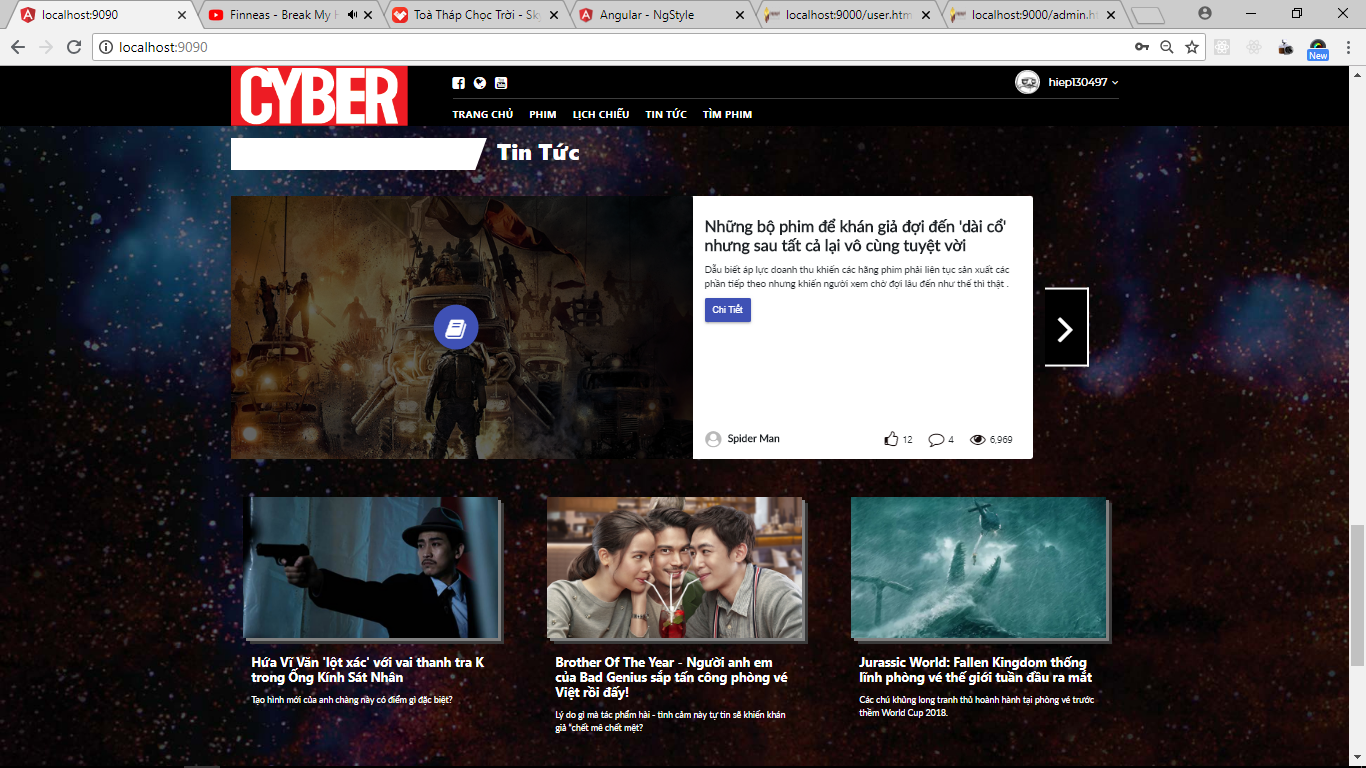 localhost:9090
Finneas - Break My H
Toà Tháp Chọc Trời - Sky
Angular - NgStyle
localhost:9000/user.htm
localhost:9000/admin.h
localhost:9090
New
CYBER
hiep130497
TRANG CHỦ
PHIM
LỊCH CHIẾU
TIN TỨC
TÌM PHIM
Tin Tức
Những bộ phim để khán giả đợi đến 'dài cổ'
nhưng sau tất cả lại vô cùng tuyệt vời
Dẫu biết áp lực doanh thu khiến các hãng phim phải liên tục sản xuất các
phần tiếp theo nhưng khiến người xem chờ đợi lâu đến như thế thì thật .
Chi Tiết
Spider Man
12
4
6,969
Hứa Vĩ Văn 'lột xác' với vai thanh tra K
trong Ống Kính Sát Nhân
Tạo hình mới của anh chàng này có điểm gì đặc biệt?
Brother Of The Year - Người anh em
của Bad Genius sắp tấn công phòng vé
Việt rồi đấy!
Lý do gì mà tác phẩm hài - tình cảm này tự tin sẽ khiến khán
giả "chết mê chết mệt?
Jurassic World: Fallen Kingdom thống
lĩnh phòng vé thế giới tuần đầu ra mắt
Các chú khủng long tranh thủ hoành hành tại phòng vé trước
thềm World Cup 2018.